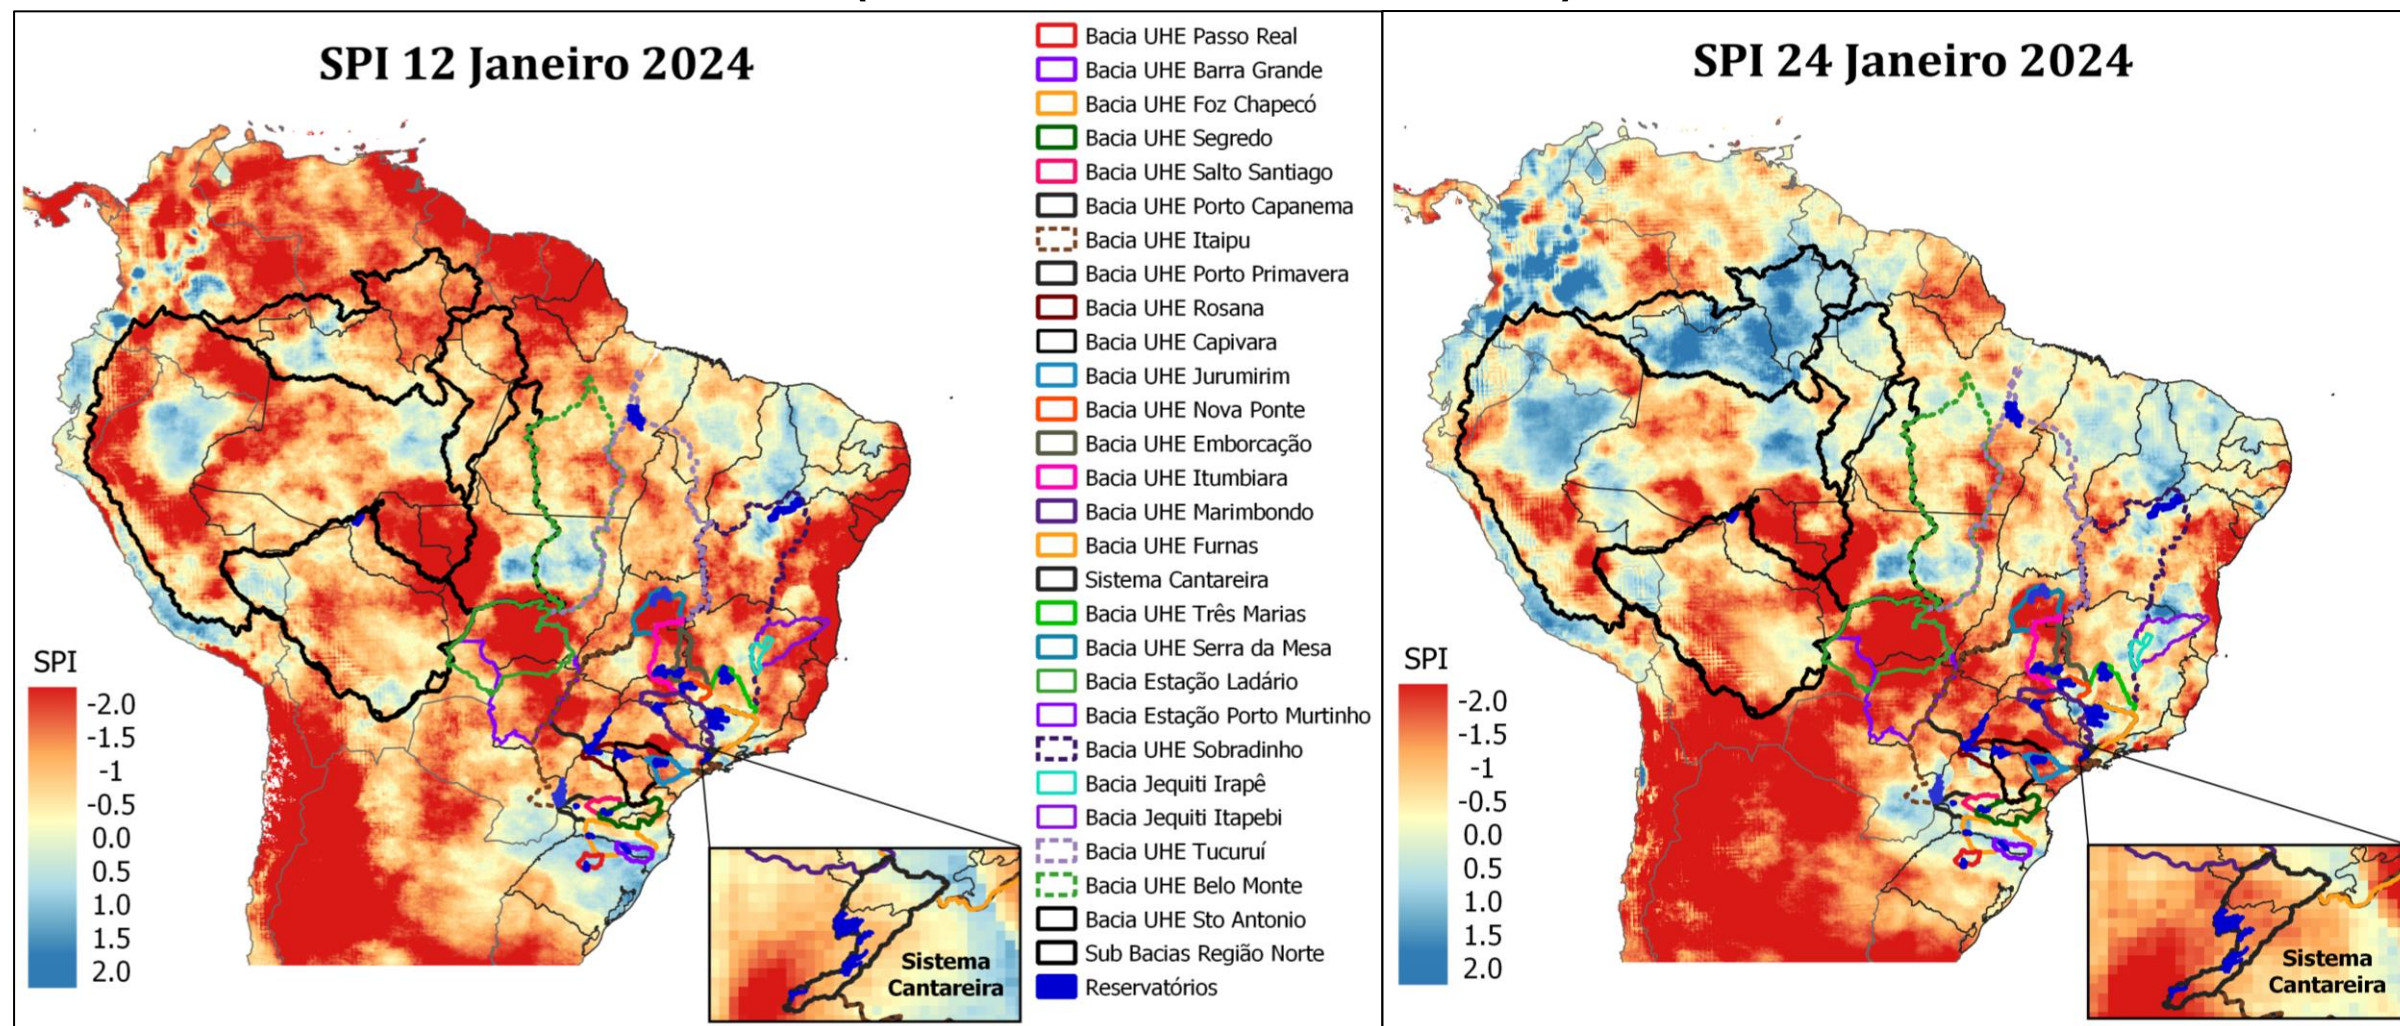 SPI 12 Janeiro 2024
SPI
-2.0
-1.5
-1
-0.5
0.0
0.5
1.0
1.5
2.0
Sistema
Cantareira
Bacia UHE Passo Real
Bacia UHE Barra Grande
Bacia UHE Foz Chapecó
Bacia UHE Segredo
Bacia UHE Salto Santiago
Bacia UHE Porto Capanema
Bacia UHE Itaipu
Bacia UHE Porto Primavera
Bacia UHE Rosana
Bacia UHE Capivara
Bacia UHE Jurumirim
Bacia UHE Nova Ponte
Bacia UHE Emborcação
Bacia UHE Itumbiara
Bacia UHE Marimbondo
Bacia UHE Furnas
Sistema Cantareira
Bacia UHE Três Marias
Bacia UHE Serra da Mesa
Bacia Estação Ladário
Bacia Estação Porto Murtinho
Bacia UHE Sobradinho
Bacia Jequiti Irapê
Bacia Jequiti Itapebi
Bacia UHE Tucuruí
Bacia UHE Belo Monte
Bacia UHE Sto Antonio
Sub Bacias Região Norte
Reservatórios
SPI 24 Janeiro 2024
SPI
-2.0
-1.5
-1
-0.5
0.0
0.5
1.0
1.5
2.0
Sistema
Cantareira